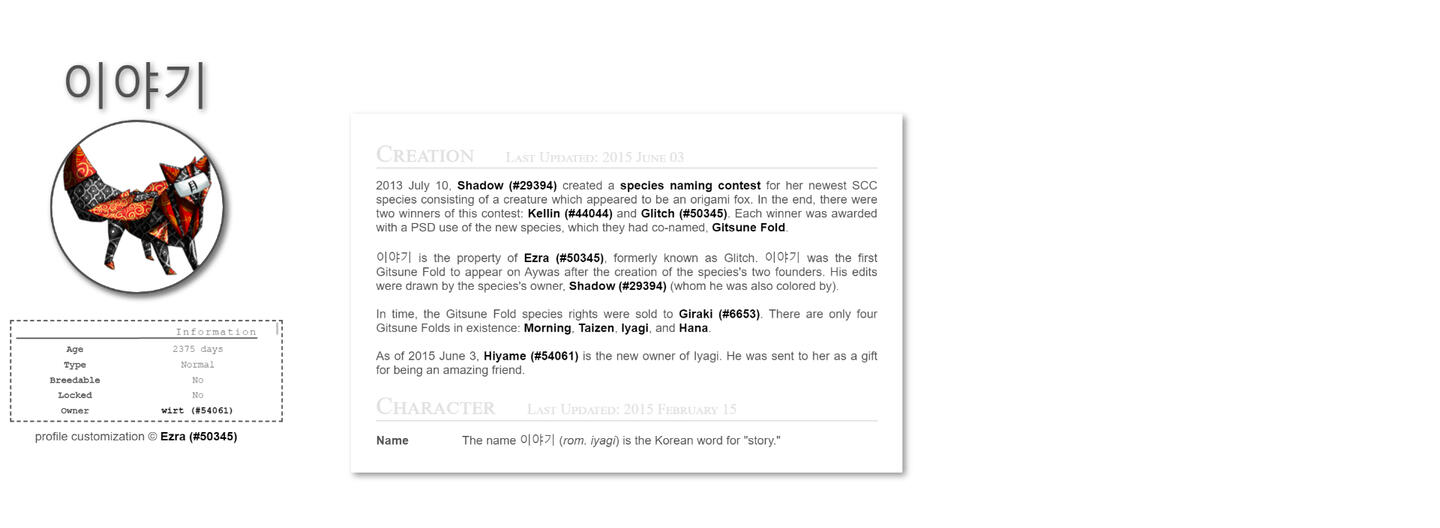 이야기
Information
Age 2375 days
Type Normal
Breedable No
Locked No
Owner wirt (#54061)
profile customization © Ezra (#50345)
Creation Last Updated: 2015 June 03
2013 July 10, Shadow (#29394) created a species naming contest for her newest SCC
species consisting of a creature which appeared to be an origami fox. In the end, there were
two winners of this contest: Kellin (#44044) and Glitch (#50345). Each winner was awarded
with a PSD use of the new species, which they had co-named, Gitsune Fold.
이야기 is the property of Ezra (#50345), formerly known as Glitch. 이야기 was the first
Gitsune Fold to appear on Aywas after the creation of the species's two founders. His edits
were drawn by the species's owner, Shadow (#29394) (whom he was also colored by).
In time, the Gitsune Fold species rights were sold to Giraki (#6653). There are only four
Gitsune Folds in existence: Morning, Taizen, Iyagi, and Hana.
As of 2015 June 3, Hiyame (#54061) is the new owner of Iyagi. He was sent to her as a gift
for being an amazing friend.
Character Last Updated: 2015 February 15
Name The name 이야기 (rom. iyagi) is the Korean word for "story."